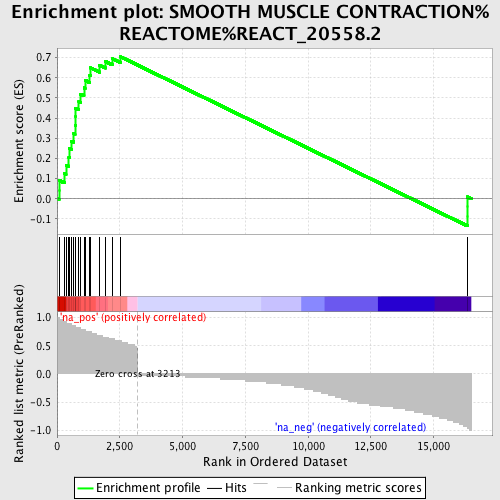 Enrichment plot: SMOOTH MUSCLE CONTRACTION%
REACTOME%REACT_20558.2
Enrichment score (ES)
0.7
0.6
0.5
0.4
0.3
0.2
0.1
0.0
-0.1
'na_pos' (positively correlated)
Ranked list metric (PreRanked)
1.0
0.5
0.0
-0.5
-1.0
Zero cross at 3213
'na_neg' (negatively correlated)
0
2,500
5,000
7,500
10,000
12,500
15,000
Rank in Ordered Dataset
Enrichment profile
Hits
Ranking metric scores